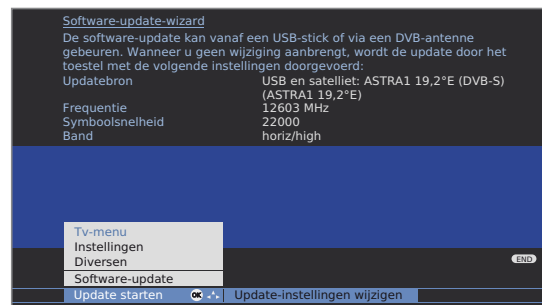 Software-update-wizard
De software-update kan vanaf een USB-stick of via een DVB-antenne
gebeuren. Wanneer u geen wijziging aanbrengt, wordt de update door het
toestel met de volgende instellingen doorgevoerd:
Updatebron USB en satelliet: ASTRA1 19,2°E (DVB-S)
(ASTRA1 19,2°E)
Frequentie 12603 MHz
Symboolsnelheid 22000
Band horiz/high
Tv-menu
Instellingen
Diversen
END
Software-update
Update starten OK Update-instellingen wijzigen